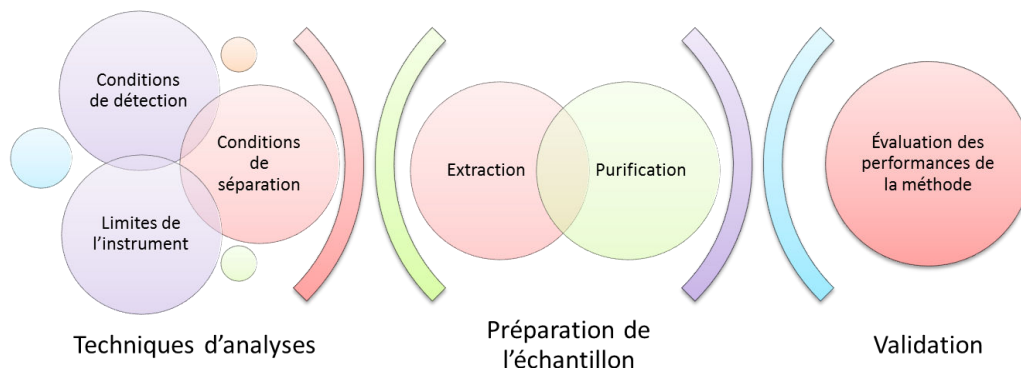 Conditions
de détection
Conditions
de
séparation
Limites de
l'instrument
Extraction
Purification
Évaluation des
performances de
la méthode
Techniques d'analyses
Préparation de
l'échantillon
Validation